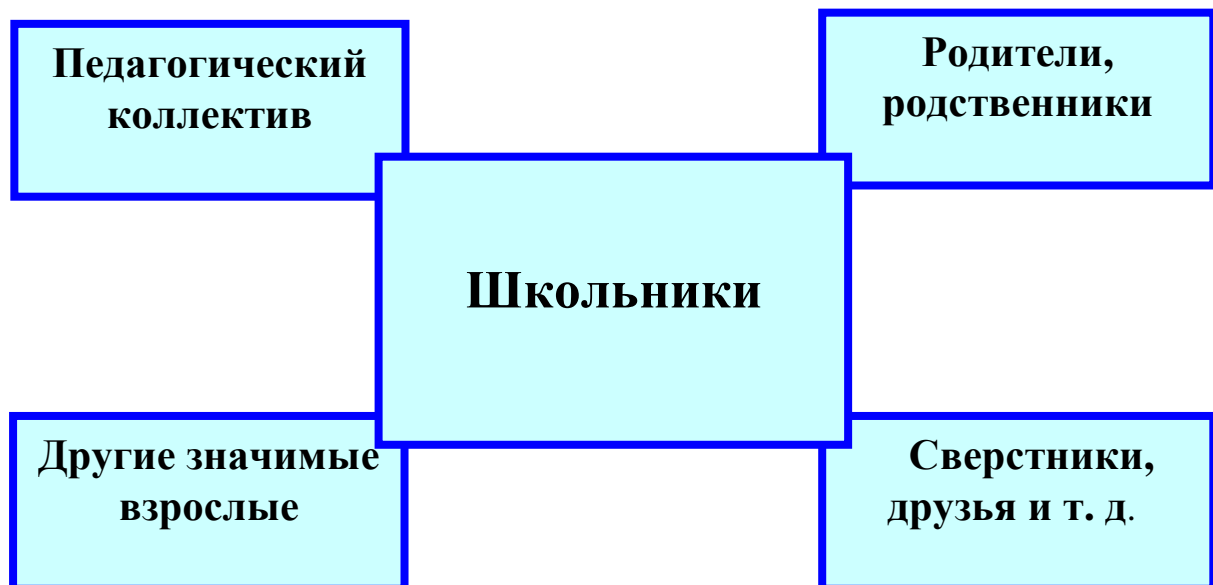 Педагогический
коллектив
Родители,
родственники
Школьники
Другие значимые
взрослые
Сверстники,
друзья и т. д.